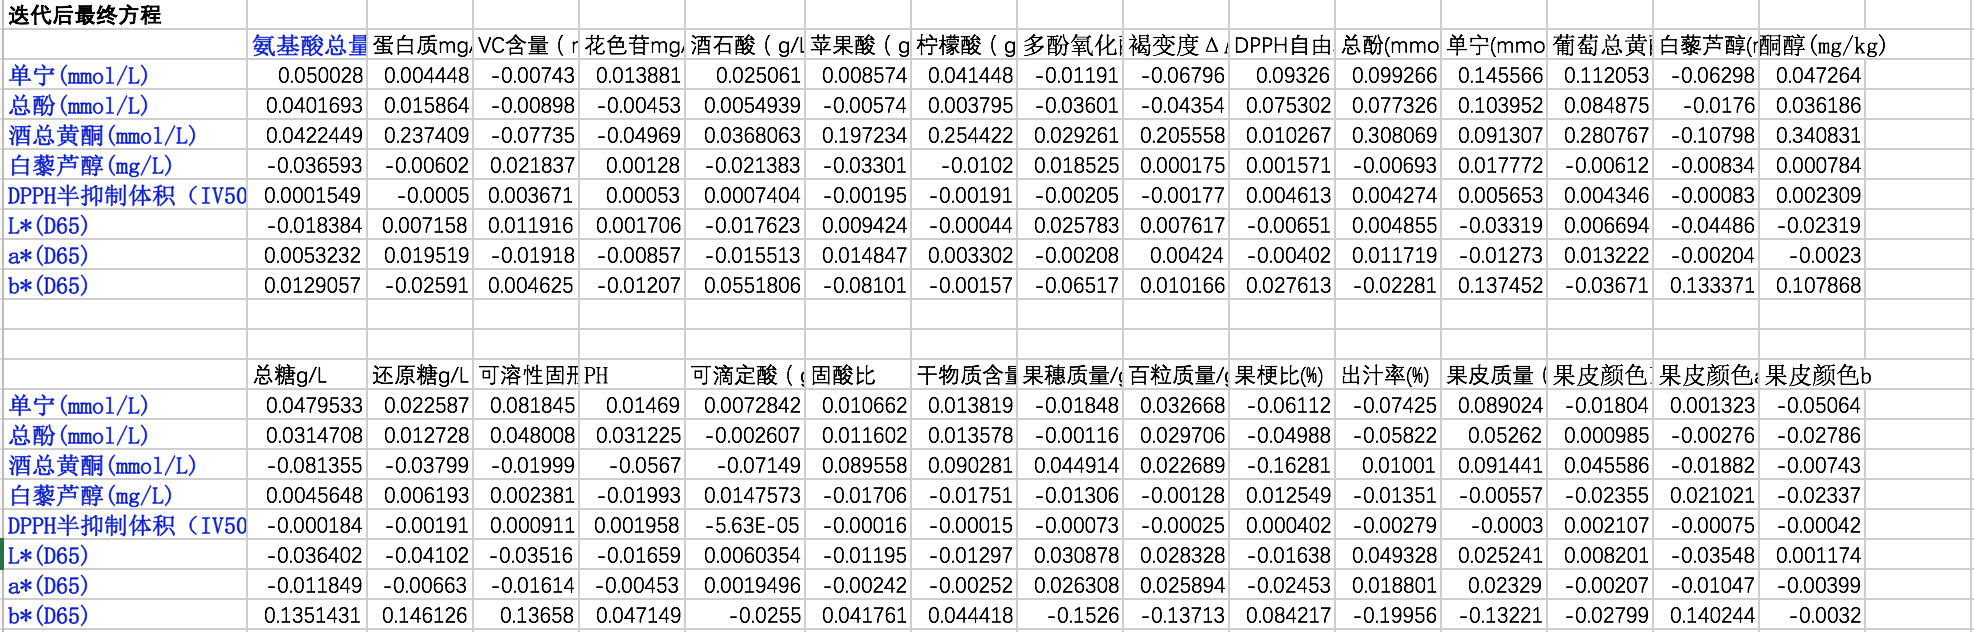 迭代后最终方程
氨基酸总量 蛋白质mg/ VC含量（r 花色苷mg/ 酒石酸（g/L 苹果酸（g 柠檬酸（g 多酚氧化酶 褐变度 Δ/ DPPH自由 总酚(mmo 单宁(mmo 葡萄总黄酮 白藜芦醇(r 酮醇(mg/kg)
单宁(mmol/L) 0.050028 0.004448 -0.00743 0.013881 0.025061 0.008574 0.041448 -0.01191 -0.06796 0.09326 0.099266 0.145566 0.112053 -0.06298 0.047264
总酚(mmol/L) 0.0401693 0.015864 -0.00898 -0.00453 0.0054939 -0.00574 0.003795 -0.03601 -0.04354 0.075302 0.077326 0.103952 0.084875 -0.0176 0.036186
酒总黄酮(mmol/L) 0.0422449 0.237409 -0.07735 -0.04969 0.0368063 0.197234 0.254422 0.029261 0.205558 0.010267 0.308069 0.091307 0.280767 -0.10798 0.340831
白藜芦醇(mg/L) -0.036593 -0.00602 0.021837 0.00128 -0.021383 -0.03301 -0.0102 0.018525 0.000175 0.001571 -0.00693 0.017772 -0.00612 -0.00834 0.000784
DPPH半抑制体积（IV50 0.0001549 -0.0005 0.003671 0.00053 0.0007404 -0.00195 -0.00191 -0.00205 -0.00177 0.004613 0.004274 0.005653 0.004346 -0.00083 0.002309
L*(D65) -0.018384 0.007158 0.011916 0.001706 -0.017623 0.009424 -0.00044 0.025783 0.007617 -0.00651 0.004855 -0.03319 0.006694 -0.04486 -0.02319
a*(D65) 0.0053232 0.019519 -0.01918 -0.00857 -0.015513 0.014847 0.003302 -0.00208 0.00424 -0.00402 0.011719 -0.01273 0.013222 -0.00204 -0.0023
b*(D65) 0.0129057 -0.02591 0.004625 -0.01207 0.0551806 -0.08101 -0.00157 -0.06517 0.010166 0.027613 -0.02281 0.137452 -0.03671 0.133371 0.107868
总糖g/L 还原糖g/L 可溶性固形 PH 可滴定酸（g 固酸比 干物质含量 果穗质量/g 百粒质量/g 果梗比(%) 出汁率(%) 果皮质量（ 果皮颜色 果皮颜色a 果皮颜色b
单宁(mmol/L) 0.0479533 0.022587 0.081845 0.01469 0.0072842 0.010662 0.013819 -0.01848 0.032668 -0.06112 -0.07425 0.089024 -0.01804 0.001323 -0.05064
总酚(mmol/L) 0.0314708 0.012728 0.048008 0.031225 -0.002607 0.011602 0.013578 -0.00116 0.029706 -0.04988 -0.05822 0.05262 0.000985 -0.00276 -0.02786
酒总黄酮(mmol/L) -0.081355 -0.03799 -0.01999 -0.0567 -0.07149 0.089558 0.090281 0.044914 0.022689 -0.16281 0.01001 0.091441 0.045586 -0.01882 -0.00743
白藜芦醇(mg/L) 0.0045648 0.006193 0.002381 -0.01993 0.0147573 -0.01706 -0.01751 -0.01306 -0.00128 0.012549 -0.01351 -0.00557 -0.02355 0.021021 -0.02337
DPPH半抑制体积（IV50 -0.000184 -0.00191 0.000911 0.001958 -5.63E-05 -0.00016 -0.00015 -0.00073 -0.00025 0.000402 -0.00279 -0.0003 0.002107 -0.00075 -0.00042
L*(D65) -0.036402 -0.04102 -0.03516 -0.01659 0.0060354 -0.01195 -0.01297 0.030878 0.028328 -0.01638 0.049328 0.025241 0.008201 -0.03548 0.001174
a*(D65) -0.011849 -0.00663 -0.01614 -0.00453 0.0019496 -0.00242 -0.00252 0.026308 0.025894 -0.02453 0.018801 0.02329 -0.00207 -0.01047 -0.00399
b*(D65) 0.1351431 0.146126 0.13658 0.047149 -0.0255 0.041761 0.044418 -0.1526 -0.13713 0.084217 -0.19956 -0.13221 -0.02799 0.140244 -0.0032